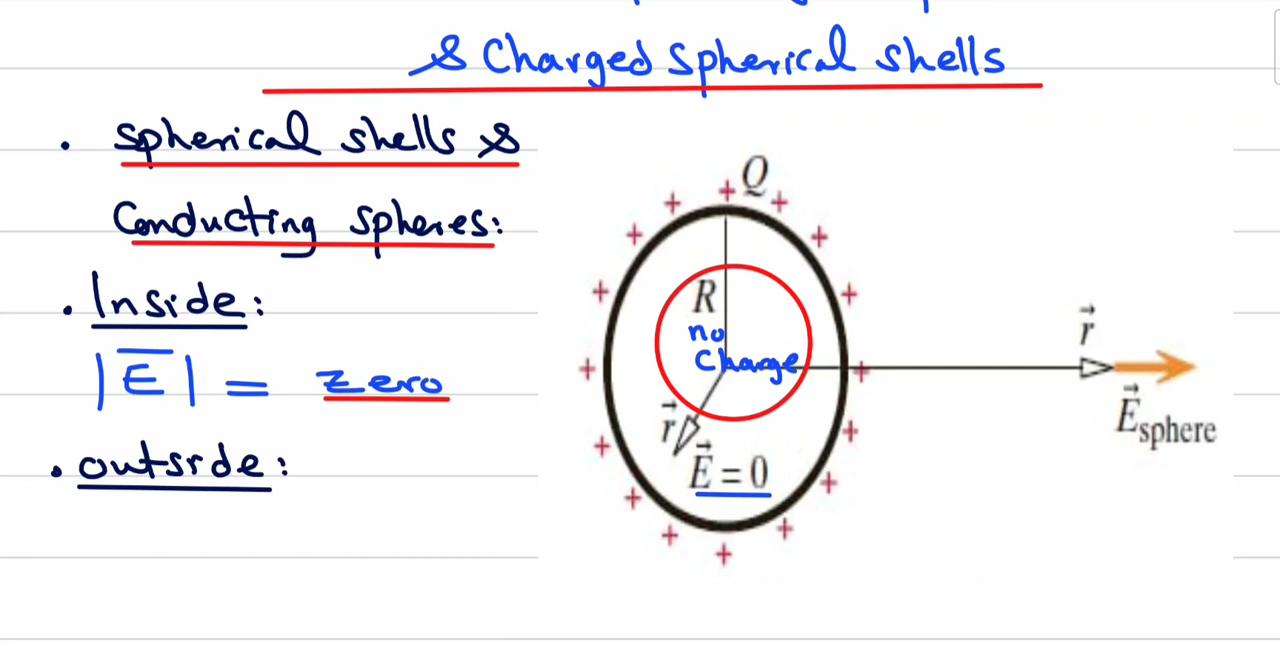 & Charged Spherical shells
. Spherical shells &
Conducting spheres:
. Inside:
|E| = zero
. outside:
Q
R
no
Charge
r
E = 0
r
E sphere